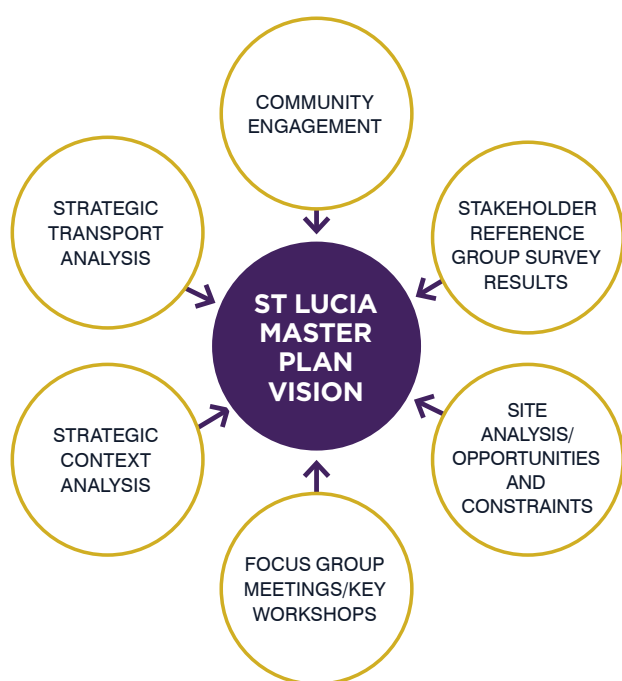 COMMUNITY
ENGAGEMENT
STRATEGIC
TRANSPORT
ANALYSIS
STAKEHOLDER
REFERENCE
GROUP SURVEY
RESULTS
ST LUCIA
MASTER
PLAN
VISION
STRATEGIC
CONTEXT
ANALYSIS
SITE
ANALYSIS/
OPPORTUNITIES
AND
CONSTRAINTS
FOCUS GROUP
MEETINGS/KEY
WORKSHOPS